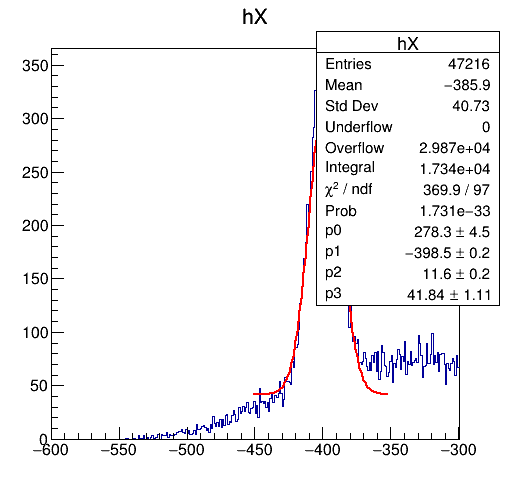 hX
hX
Entries 47216
Mean −385.9
Std Dev 40.73
Underflow 0
Overflow 2.987e+04
Integral 1.734e+04
χ² / ndf 369.9 / 97
Prob 1.731e−33
p0 278.3 ± 4.5
p1 −398.5 ± 0.2
p2 11.6 ± 0.2
p3 41.84 ± 1.11
350
300
250
200
150
100
50
0
−600 −550 −500 −450 −400 −350 −300